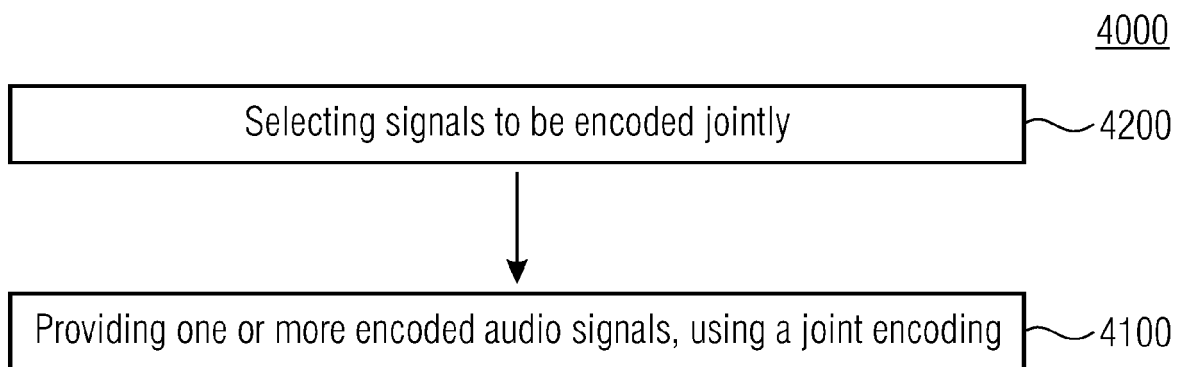 4000
Selecting signals to be encoded jointly
4200
Providing one or more encoded audio signals, using a joint encoding
4100